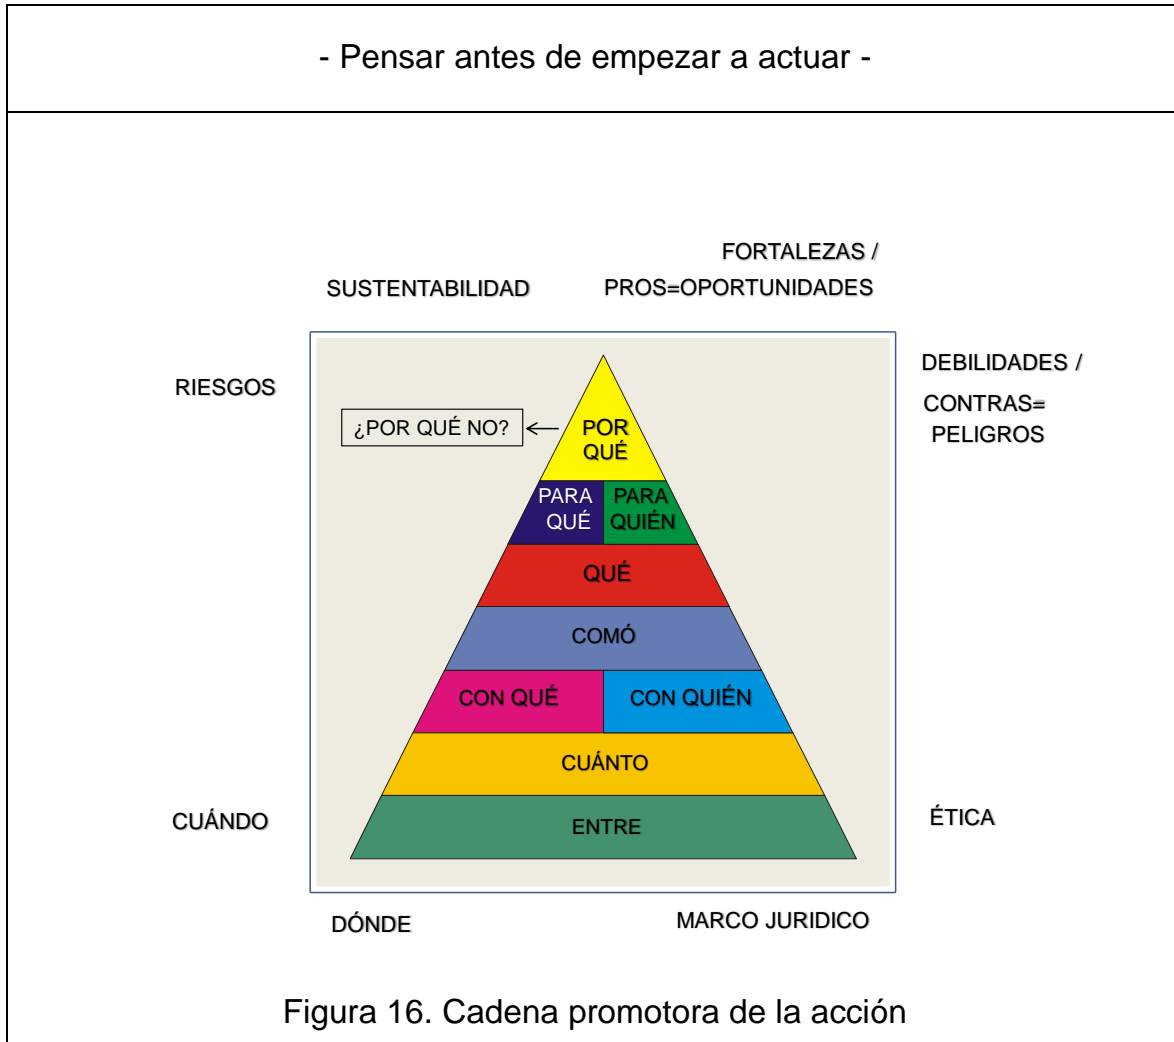 - Pensar antes de empezar a actuar -
FORTALEZAS /
SUSTENTABILIDAD
PROS=OPORTUNIDADES
RIESGOS
DEBILIDADES /
CONTRAS=
PELIGROS
¿POR QUÉ NO?
POR
QUÉ
PARA
QUÉ
PARA
QUIÉN
QUÉ
COMÓ
CON QUÉ
CON QUIÉN
CUÁNTO
CUÁNDO
ENTRE
ÉTICA
DÓNDE
MARCO JURIDICO
Figura 16. Cadena promotora de la acción